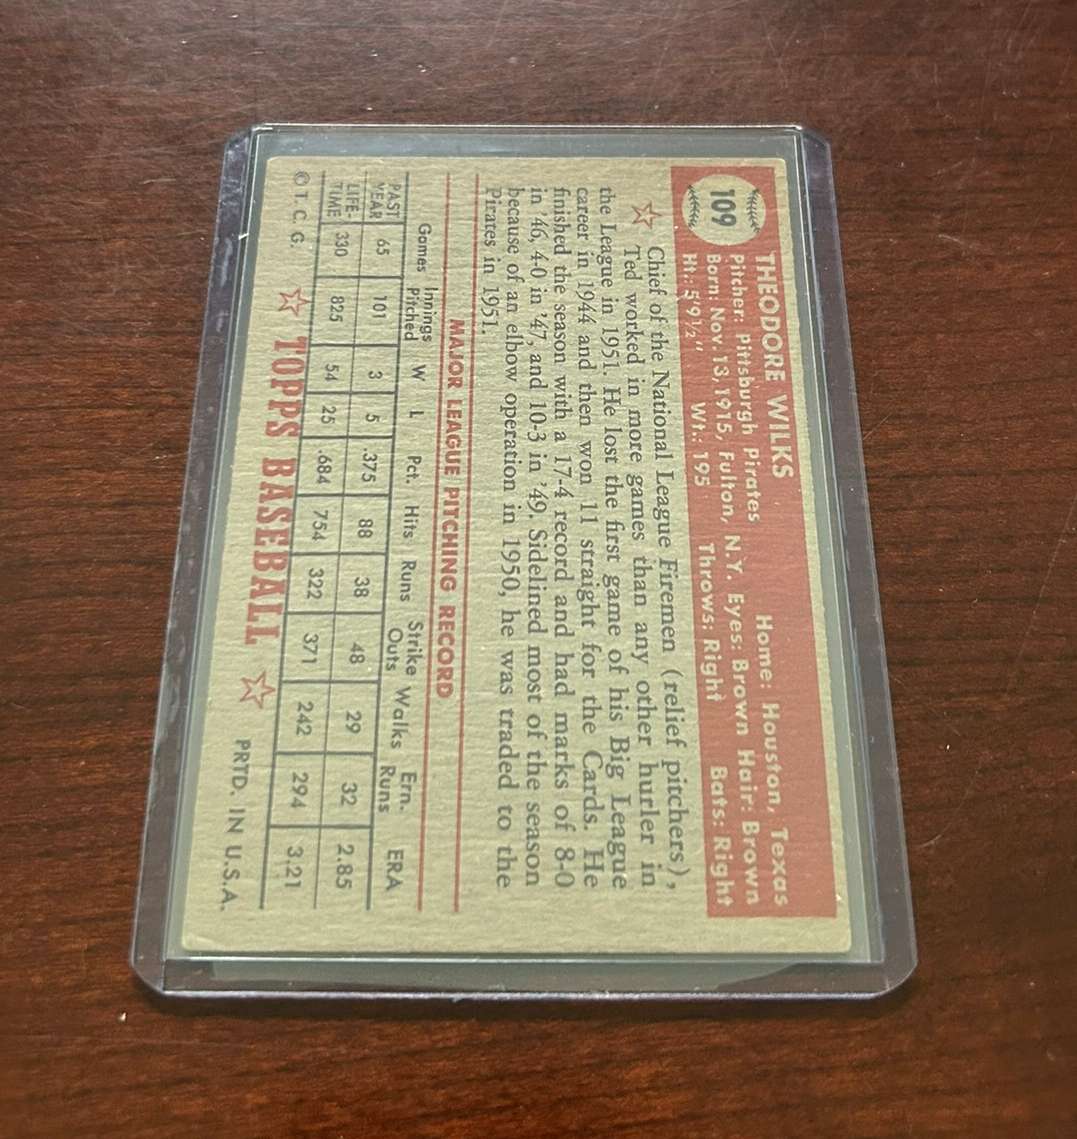 109
THEODORE WILKS Home: Houston, Texas
Pitcher: Pittsburgh Pirates
Born: Nov. 13, 1915, Fulton, N.Y. Eyes: Brown Hair: Brown
Ht.: 5'9½" Wt.: 195 Throws: Right Bats: Right
Chief of the National League Firemen (relief pitchers),
Ted worked in more games than any other hurler in
the League in 1951. He lost the first game of his Big League
career in 1944 and then won 11 straight for the Cards. He
finished the season with a 17-4 record and had marks of 8-0
in '46, 4-0 in '47, and 10-3 in '49. Sidelined most of the season
because of an elbow operation in 1950, he was traded to the
Pirates in 1951.
MAJOR LEAGUE PITCHING RECORD
Games Innings Pitched W L Pct. Hits Runs Strike Outs Walks Ern. Runs ERA
PAST YEAR 65 101 3 5 .375 88 38 48 29 32 2.85
LIFE-TIME 330 825 54 25 .684 754 322 371 242 294 3.21
© T. C. G. ☆ TOPPS BASEBALL ☆ PRTD. IN U.S.A.